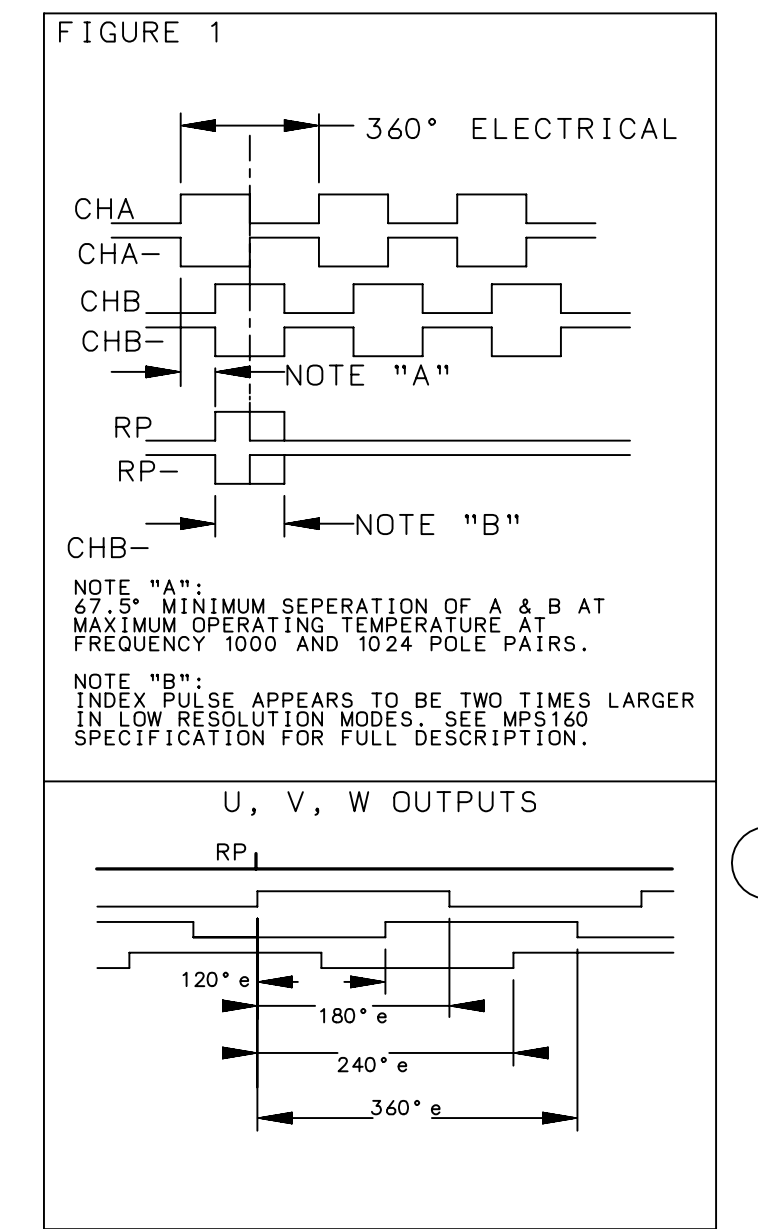 FIGURE 1
360° ELECTRICAL
CHA
CHA-
CHB
CHB-
NOTE "A"
RP
RP-
NOTE "B"
CHB-
NOTE "A":
67.5° MINIMUM SEPERATION OF A & B AT
MAXIMUM OPERATING TEMPERATURE AT
FREQUENCY 1000 AND 1024 POLE PAIRS.
NOTE "B":
INDEX PULSE APPEARS TO BE TWO TIMES LARGER
IN LOW RESOLUTION MODES. SEE MPS160
SPECIFICATION FOR FULL DESCRIPTION.
U, V, W OUTPUTS
RP
120° e
180° e
240° e
360° e